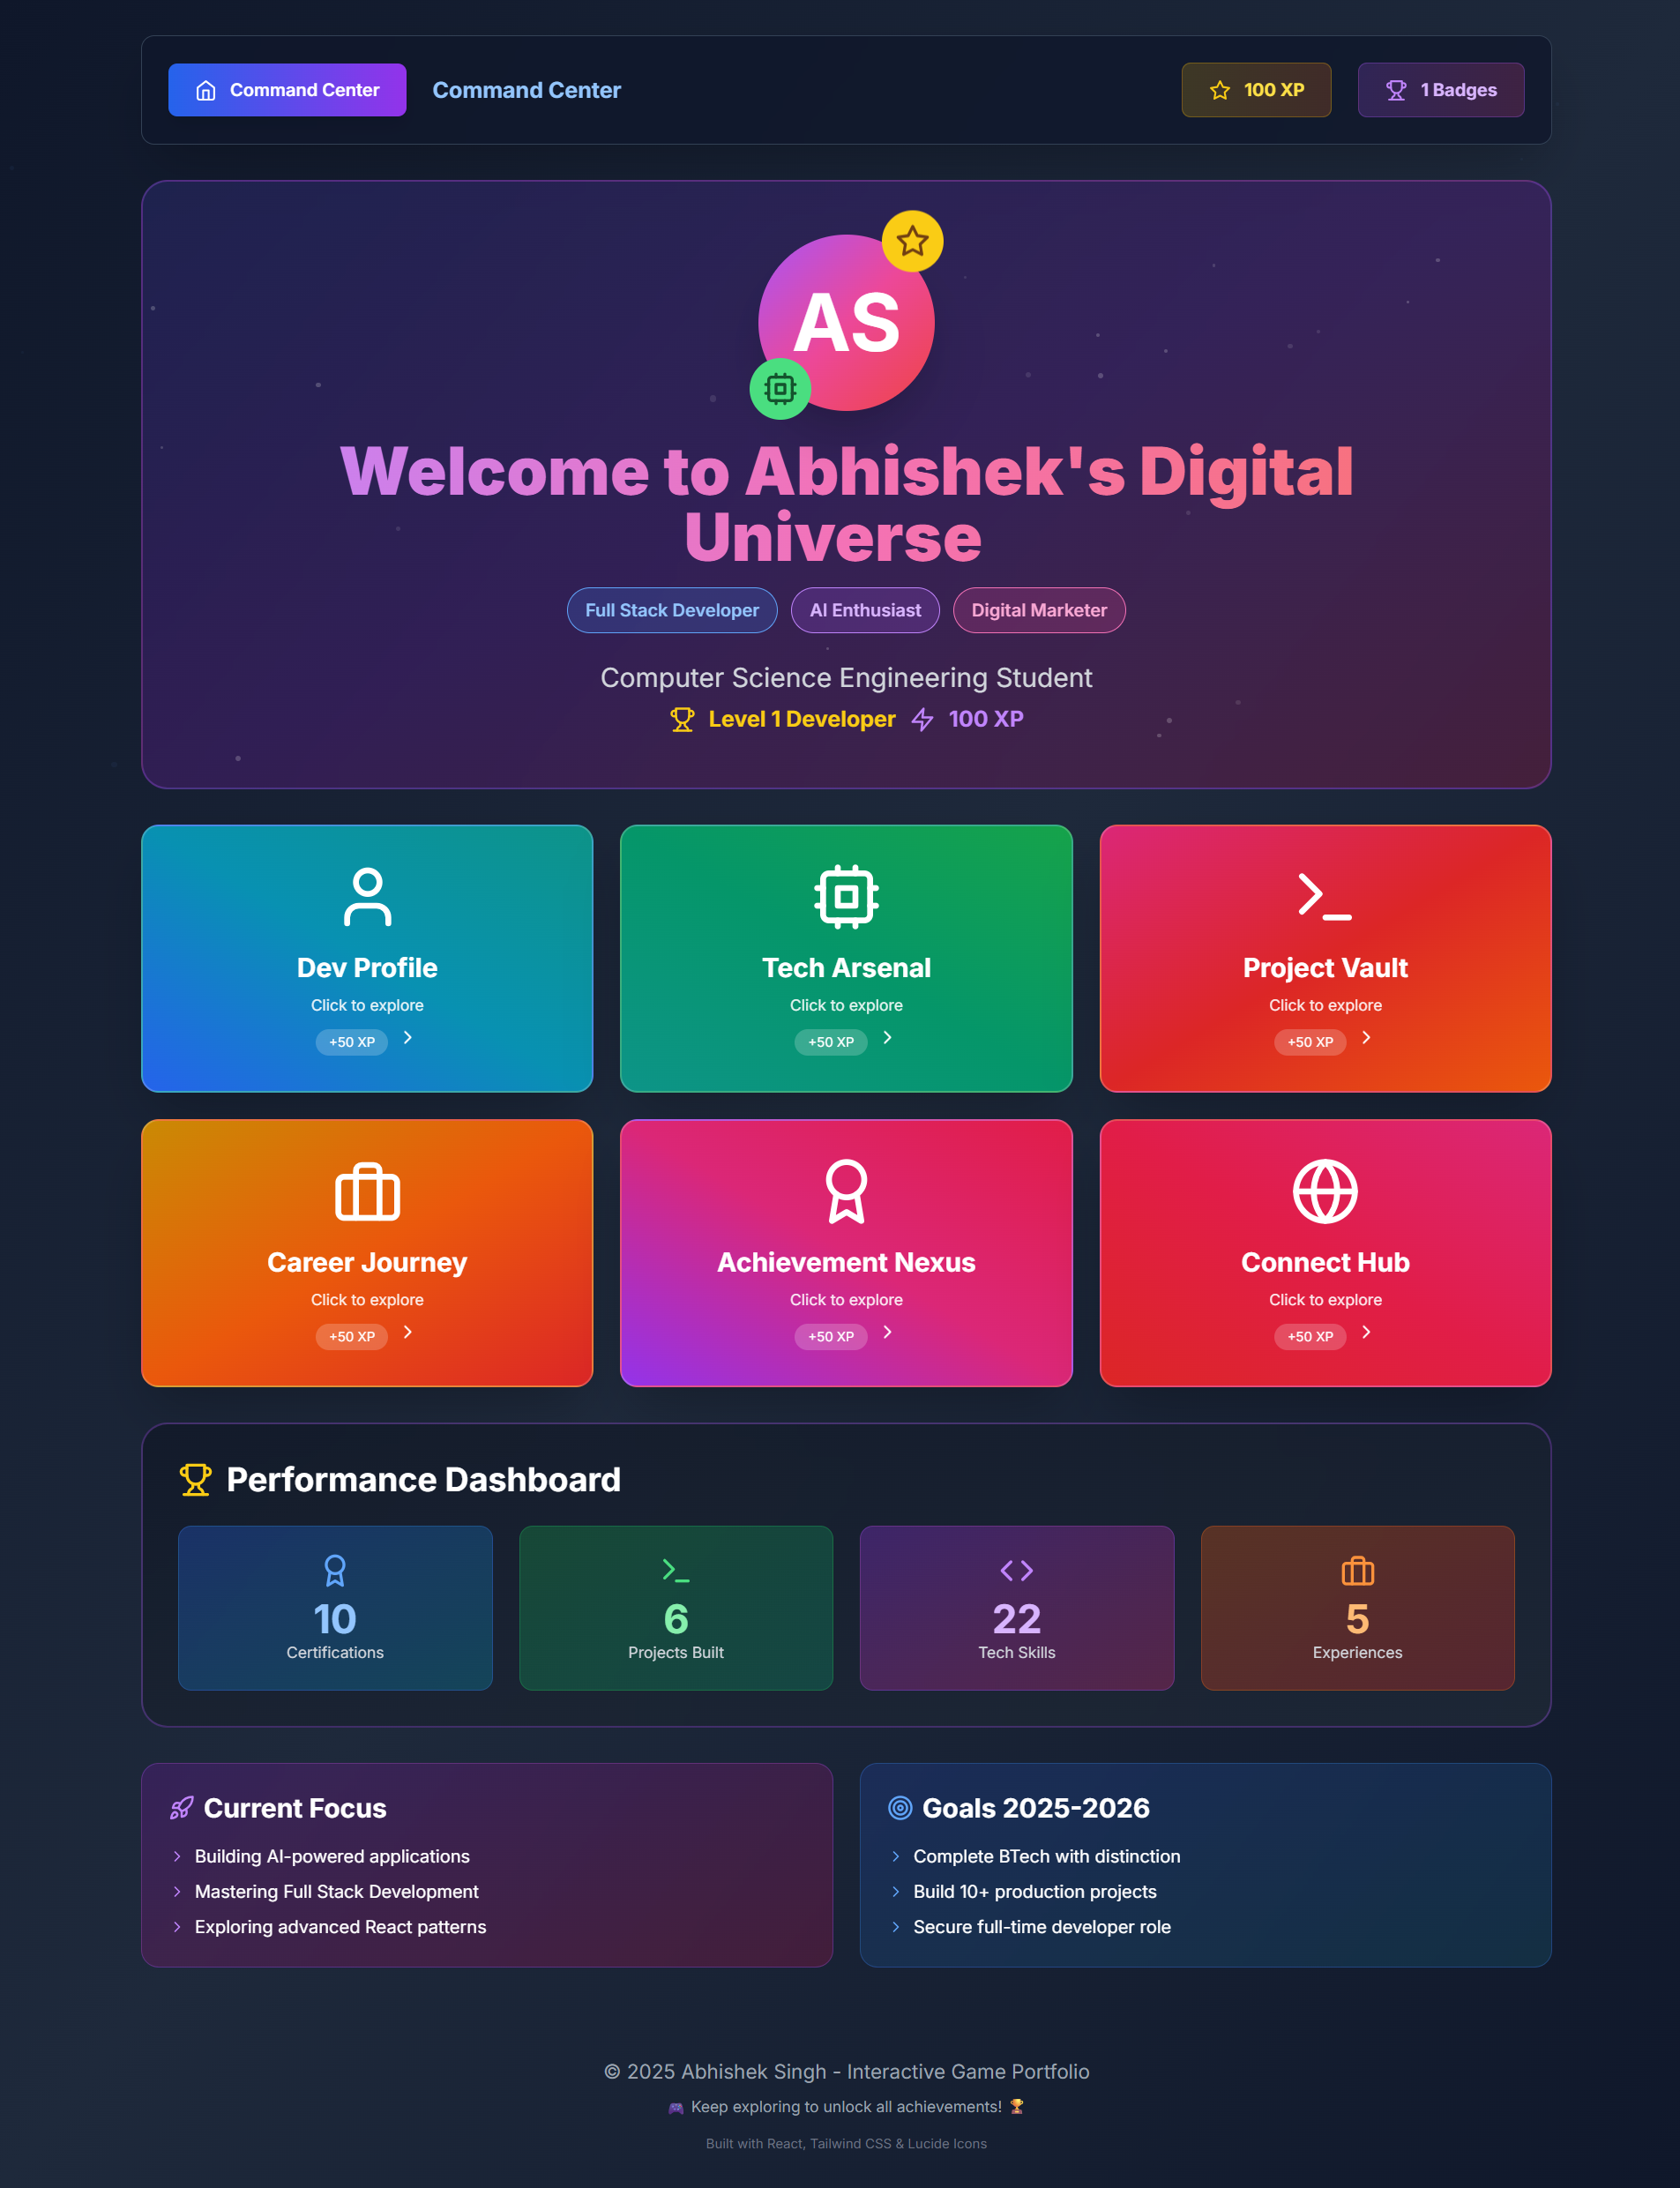 Command Center
Command Center
100 XP
1 Badges
AS
Welcome to Abhishek's Digital
Universe
Full Stack Developer
AI Enthusiast
Digital Marketer
Computer Science Engineering Student
Level 1 Developer
100 XP
Dev Profile
Click to explore
+50 XP
Tech Arsenal
Click to explore
+50 XP
Project Vault
Click to explore
+50 XP
Career Journey
Click to explore
+50 XP
Achievement Nexus
Click to explore
+50 XP
Connect Hub
Click to explore
+50 XP
Performance Dashboard
10
Certifications
6
Projects Built
22
Tech Skills
5
Experiences
Current Focus
Building AI-powered applications
Mastering Full Stack Development
Exploring advanced React patterns
Goals 2025-2026
Complete BTech with distinction
Build 10+ production projects
Secure full-time developer role
© 2025 Abhishek Singh - Interactive Game Portfolio
🎮 Keep exploring to unlock all achievements! 🏆
Built with React, Tailwind CSS & Lucide Icons